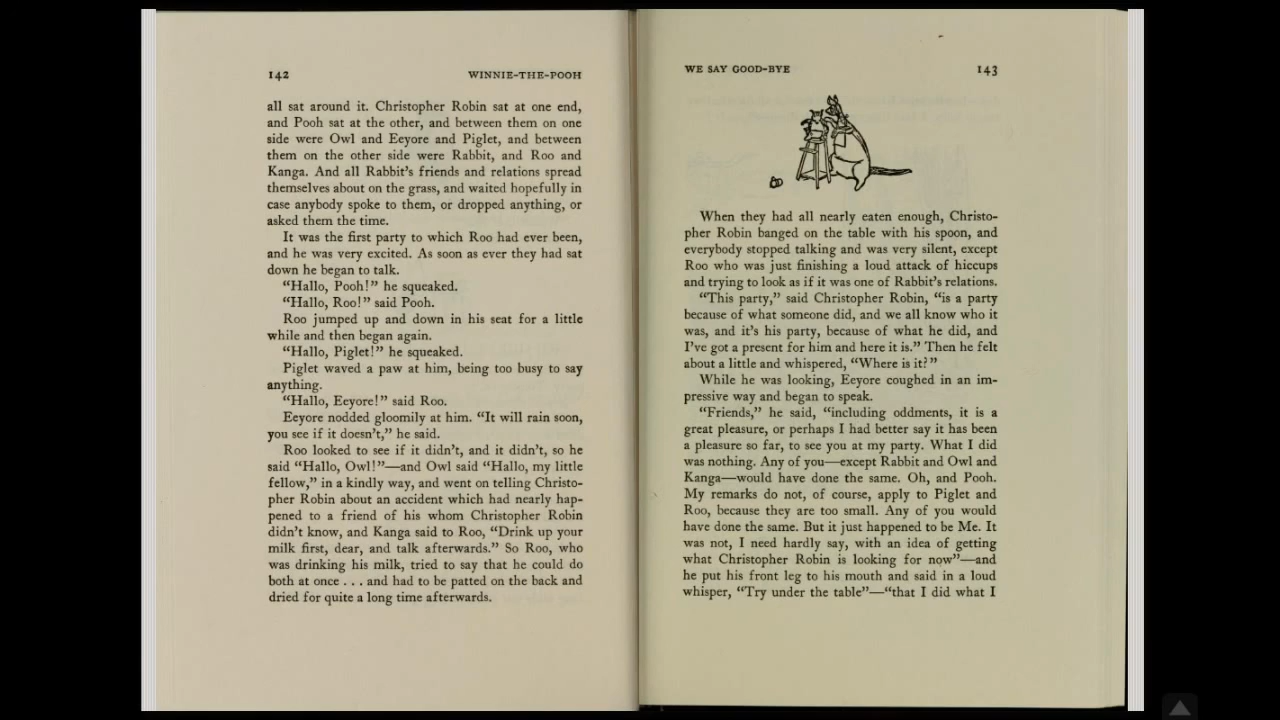 142 WINNIE-THE-POOH
all sat around it. Christopher Robin sat at one end,
and Pooh sat at the other, and between them on one
side were Owl and Eeyore and Piglet, and between
them on the other side were Rabbit, and Roo and
Kanga. And all Rabbit's friends and relations spread
themselves about on the grass, and waited hopefully in
case anybody spoke to them, or dropped anything, or
asked them the time.
It was the first party to which Roo had ever been,
and he was very excited. As soon as ever they had sat
down he began to talk.
“Hallo, Pooh!” he squeaked.
“Hallo, Roo!” said Pooh.
Roo jumped up and down in his seat for a little
while and then began again.
“Hallo, Piglet!” he squeaked.
Piglet waved a paw at him, being too busy to say
anything.
“Hallo, Eeyore!” said Roo.
Eeyore nodded gloomily at him. “It will rain soon,
you see if it doesn't,” he said.
Roo looked to see if it didn't, and it didn't, so he
said “Hallo, Owl!”—and Owl said “Hallo, my little
fellow,” in a kindly way, and went on telling Christo-
pher Robin about an accident which had nearly hap-
pened to a friend of his whom Christopher Robin
didn't know, and Kanga said to Roo, “Drink up your
milk first, dear, and talk afterwards.” So Roo, who
was drinking his milk, tried to say that he could do
both at once . . . and had to be patted on the back and
dried for quite a long time afterwards.
WE SAY GOOD-BYE 143
When they had all nearly eaten enough, Christo-
pher Robin banged on the table with his spoon, and
everybody stopped talking and was very silent, except
Roo who was just finishing a loud attack of hiccups
and trying to look as if it was one of Rabbit's relations.
“This party,” said Christopher Robin, “is a party
because of what someone did, and we all know who it
was, and it's his party, because of what he did, and
I've got a present for him and here it is.” Then he felt
about a little and whispered, “Where is it?”
While he was looking, Eeyore coughed in an im-
pressive way and began to speak.
“Friends,” he said, “including oddments, it is a
great pleasure, or perhaps I had better say it has been
a pleasure so far, to see you at my party. What I did
was nothing. Any of you—except Rabbit and Owl and
Kanga—would have done the same. Oh, and Pooh.
My remarks do not, of course, apply to Piglet and
Roo, because they are too small. Any of you would
have done the same. But it just happened to be Me. It
was not, I need hardly say, with an idea of getting
what Christopher Robin is looking for now”—and
he put his front leg to his mouth and said in a loud
whisper, “Try under the table”—“that I did what I